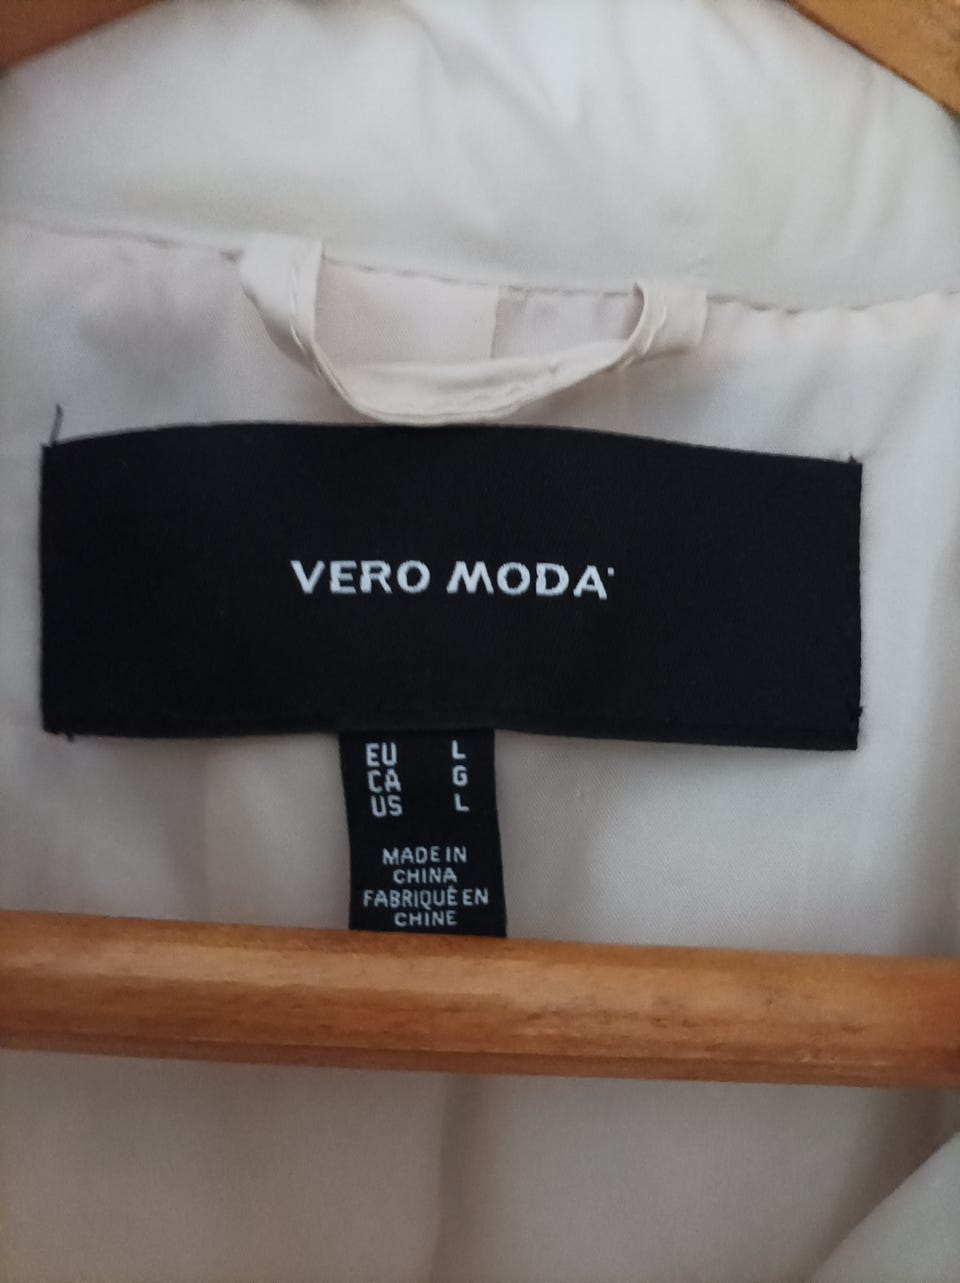 VERO MODA
EU L
CA G
US L
MADE IN
CHINA
FABRIQUÉ EN
CHINE